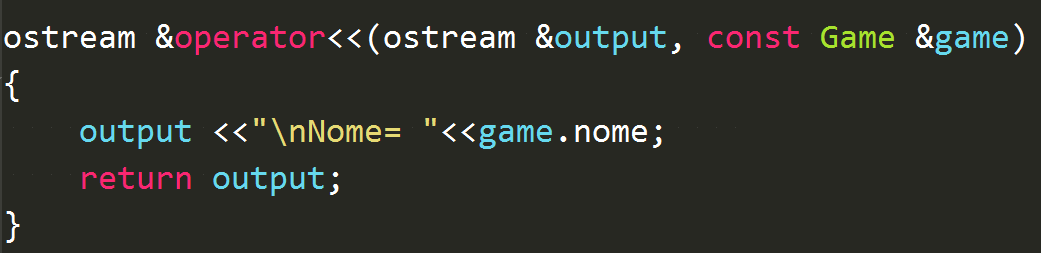 ostream &operator<<(ostream &output, const Game &game)
{
    output <<"\nNome= "<<game.nome;
    return output;
}